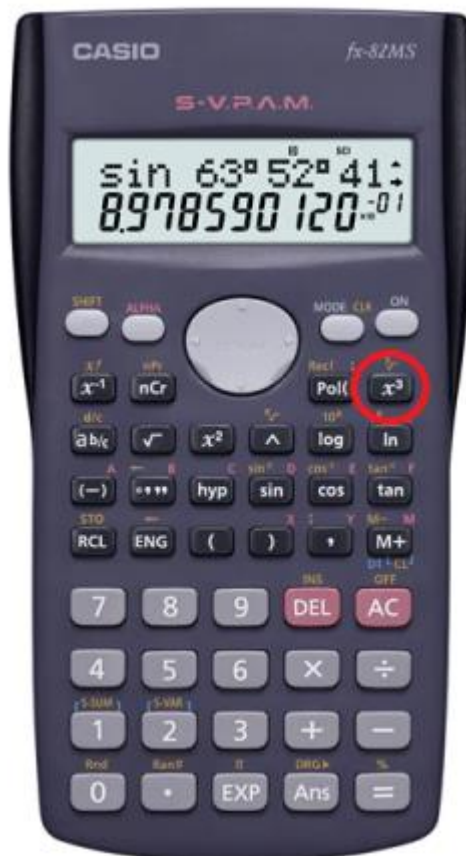 CASIO fx-82MS
S-V.P.A.M.
sin 63°52°41
8.978590120 -01
SHIFT ALPHA MODE CLR ON
x! nPr Rec( : ³√
x⁻¹ nCr Pol( x³
d/c ˣ√ 10ˣ
ab/c √ x² ^ log ln
A B C sin⁻¹ D cos⁻¹ E tan⁻¹ F
(−) °''' hyp sin cos tan
STO X ; Y M− M
RCL ENG ( ) , M+
DT CL
INS OFF
7 8 9 DEL AC
4 5 6 × ÷
S-SUM S-VAR
1 2 3 + −
Rnd Ran# π DRG▶ %
0 . EXP Ans =